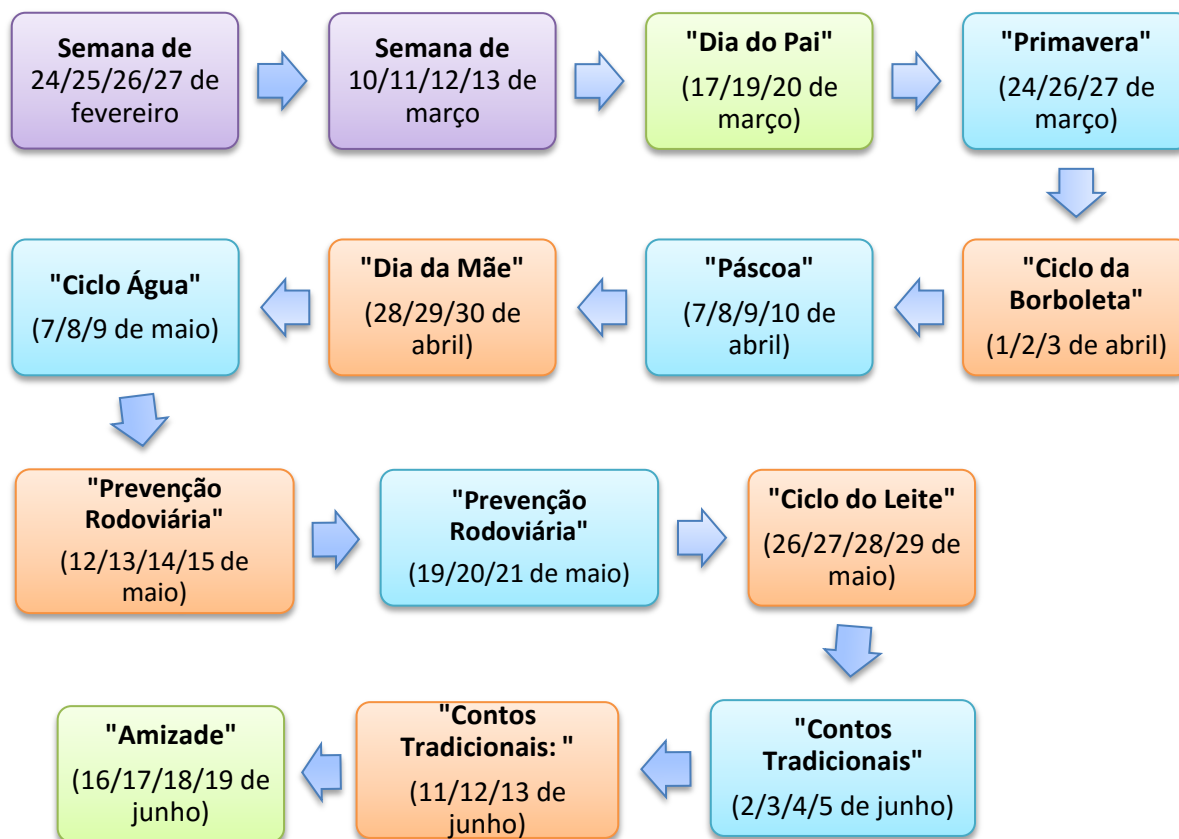 Semana de
24/25/26/27 de
fevereiro
Semana de
10/11/12/13 de
março
"Dia do Pai"
(17/19/20 de
março)
"Primavera"
(24/26/27 de
março)
"Ciclo da
Borboleta"
(1/2/3 de abril)
"Páscoa"
(7/8/9/10 de
abril)
"Dia da Mãe"
(28/29/30 de
abril)
"Ciclo Água"
(7/8/9 de maio)
"Prevenção
Rodoviária"
(12/13/14/15 de
maio)
"Prevenção
Rodoviária"
(19/20/21 de maio)
"Ciclo do Leite"
(26/27/28/29 de
maio)
"Contos
Tradicionais"
(2/3/4/5 de junho)
"Contos
Tradicionais: "
(11/12/13 de
junho)
"Amizade"
(16/17/18/19 de
junho)